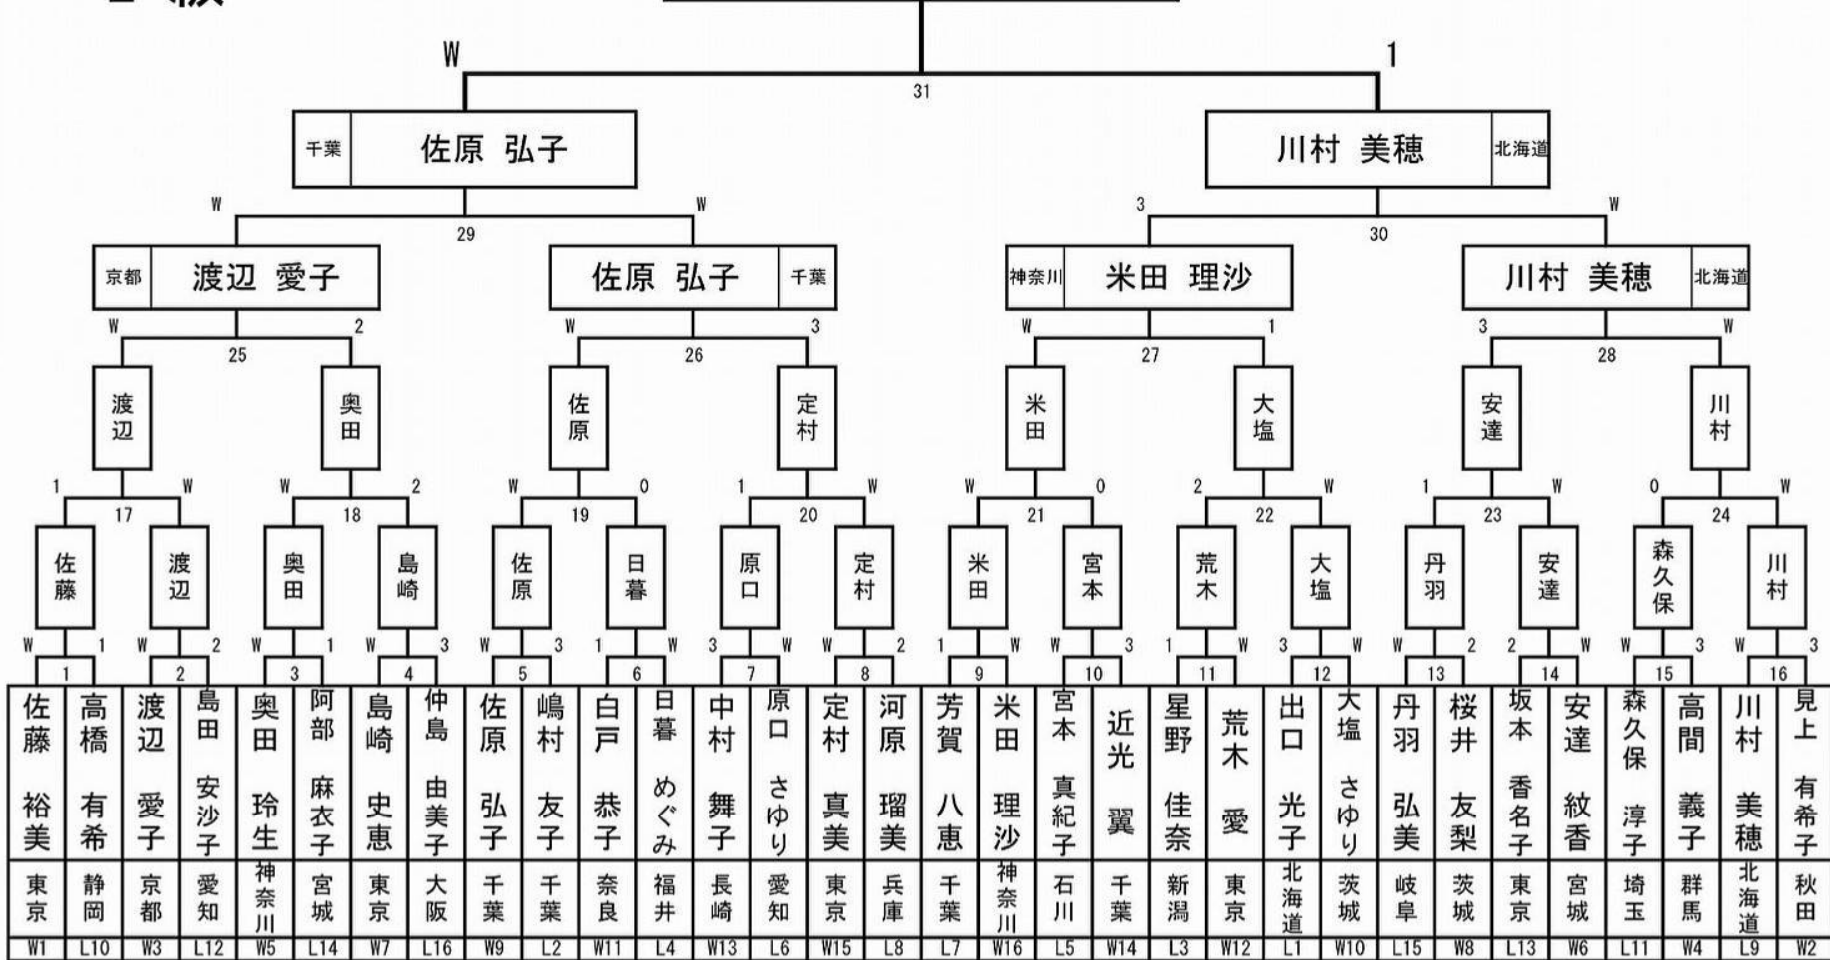 W 1
31
千葉 佐原 弘子 川村 美穂 北海道
W W 3 W
29 30
京都 渡辺 愛子 佐原 弘子 千葉 神奈川 米田 理沙 川村 美穂 北海道
W 2 W 3 W 1 3 W
25 26 27 28
渡辺 奥田 佐原 定村 米田 大塩 安達 川村
1 W W 2 W 0 1 W W 0 2 W 1 W 0 W
17 18 19 20 21 22 23 24
佐藤 渡辺 奥田 島崎 佐原 日暮 原口 定村 米田 宮本 荒木 大塩 丹羽 安達 森久保 川村
W 1 W 2 W 1 W 3 W 3 1 W 3 W W 2 1 W W 3 1 W 3 W W 2 2 W W 3 W 3
1 2 3 4 5 6 7 8 9 10 11 12 13 14 15 16
佐藤 裕美 高橋 有希 渡辺 愛子 島田 安沙子 奥田 玲生 阿部 麻衣子 島崎 史恵 仲島 由美子 佐原 弘子 嶋村 友子 白戸 恭子 日暮 めぐみ 中村 舞子 原口 さゆり 定村 真美 河原 瑠美 芳賀 八恵 米田 理沙 宮本 真紀子 近光 翼 星野 佳奈 荒木 愛 出口 光子 大塩 さゆり 丹羽 弘美 桜井 友梨 坂本 香名子 安達 紋香 森久保 淳子 高間 義子 川村 美穂 見上 有希子
東京 静岡 京都 愛知 神奈川 宮城 東京 大阪 千葉 千葉 奈良 福井 長崎 愛知 東京 兵庫 千葉 神奈川 石川 千葉 新潟 東京 北海道 茨城 岐阜 茨城 東京 宮城 埼玉 群馬 北海道 秋田
W1 L10 W3 L12 W5 L14 W7 L16 W9 L2 W11 L4 W13 L6 W15 L8 L7 W16 L5 W14 L3 W12 L1 W10 L15 W8 L13 W6 L11 W4 L9 W2